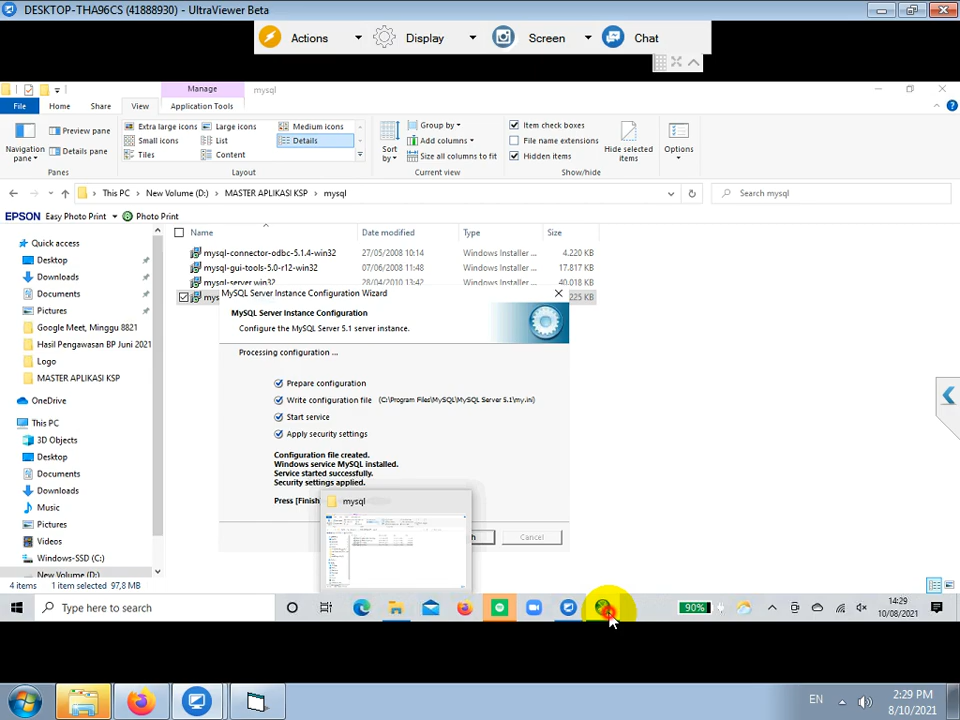 DESKTOP-THA96CS (41888930) - UltraViewer Beta
Actions Display Screen Chat
Manage mysql
File Home Share View Application Tools
Navigation pane Preview pane Details pane
Extra large icons Large icons Medium icons
Small icons List Details
Tiles Content
Sort by Group by Add columns Size all columns to fit
Item check boxes
File name extensions
Hidden items
Hide selected items Options
Panes Layout Current view Show/hide
This PC New Volume (D:) MASTER APLIKASI KSP mysql Search mysql
EPSON Easy Photo Print Photo Print
Name Date modified Type Size
mysql-connector-odbc-5.1.4-win32 27/05/2008 10:14 Windows Installer ... 4.220 KB
mysql-gui-tools-5.0-r12-win32 07/06/2008 11:48 Windows Installer ... 17.817 KB
mysql-server win32 28/04/2010 13:42 Windows Installer ... 40.018 KB
mys 225 KB
Quick access
Desktop
Downloads
Documents
Pictures
Google Meet, Minggu 8821
Hasil Pengawasan BP Juni 2021
Logo
MASTER APLIKASI KSP
OneDrive
This PC
3D Objects
Desktop
Documents
Downloads
Music
Pictures
Videos
Windows-SSD (C:)
New Volume (D:)
MySQL Server Instance Configuration Wizard
MySQL Server Instance Configuration
Configure the MySQL Server 5.1 server instance.
Processing configuration ...
Prepare configuration
Write configuration file (C:\Program Files\MySQL\MySQL Server 5.1\my.ini)
Start service
Apply security settings
Configuration file created.
Windows service MySQL installed.
Service started successfully.
Security settings applied.
Press [Finish
mysql
h Cancel
4 items 1 item selected 97,8 MB
Type here to search 90% 14:29
10/08/2021
EN 2:29 PM
8/10/2021